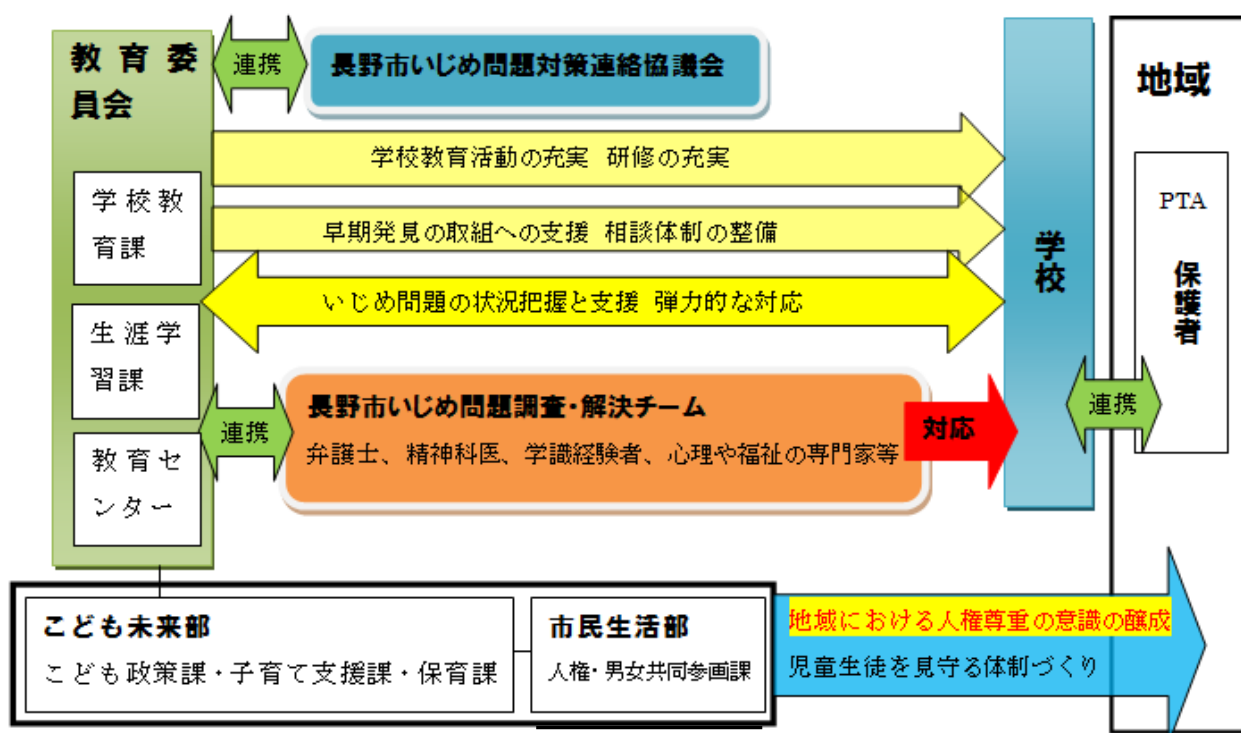 教育委
員会
連携
長野市いじめ問題対策連絡協議会
地域
学校教育活動の充実 研修の充実
学校教
育課
早期発見の取組への支援 相談体制の整備
学校
PTA
保護者
いじめ問題の状況把握と支援 弾力的な対応
生涯学
習課
連携
長野市いじめ問題調査・解決チーム
弁護士、精神科医、学識経験者、心理や福祉の専門家等
対応
連携
教育セ
ンター
こども未来部
こども政策課・子育て支援課・保育課
市民生活部
人権・男女共同参画課
地域における人権尊重の意識の醸成
児童生徒を見守る体制づくり